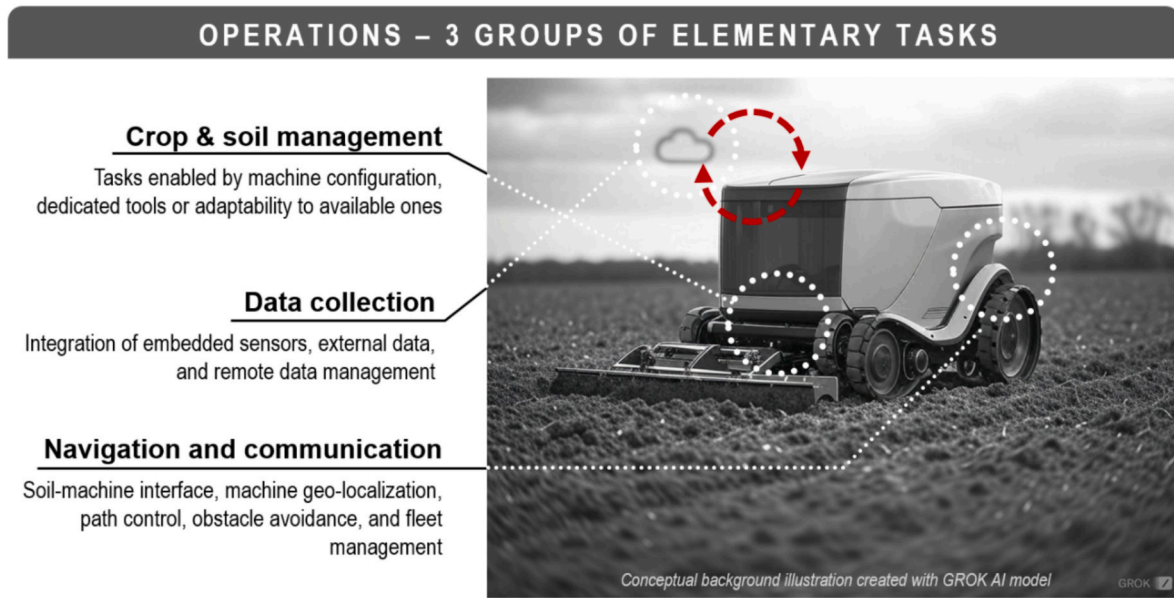 OPERATIONS – 3 GROUPS OF ELEMENTARY TASKS
Crop & soil management
Tasks enabled by machine configuration,
dedicated tools or adaptability to available ones
Data collection
Integration of embedded sensors, external data,
and remote data management
Navigation and communication
Soil-machine interface, machine geo-localization,
path control, obstacle avoidance, and fleet
management
Conceptual background illustration created with GROK AI model
GROK